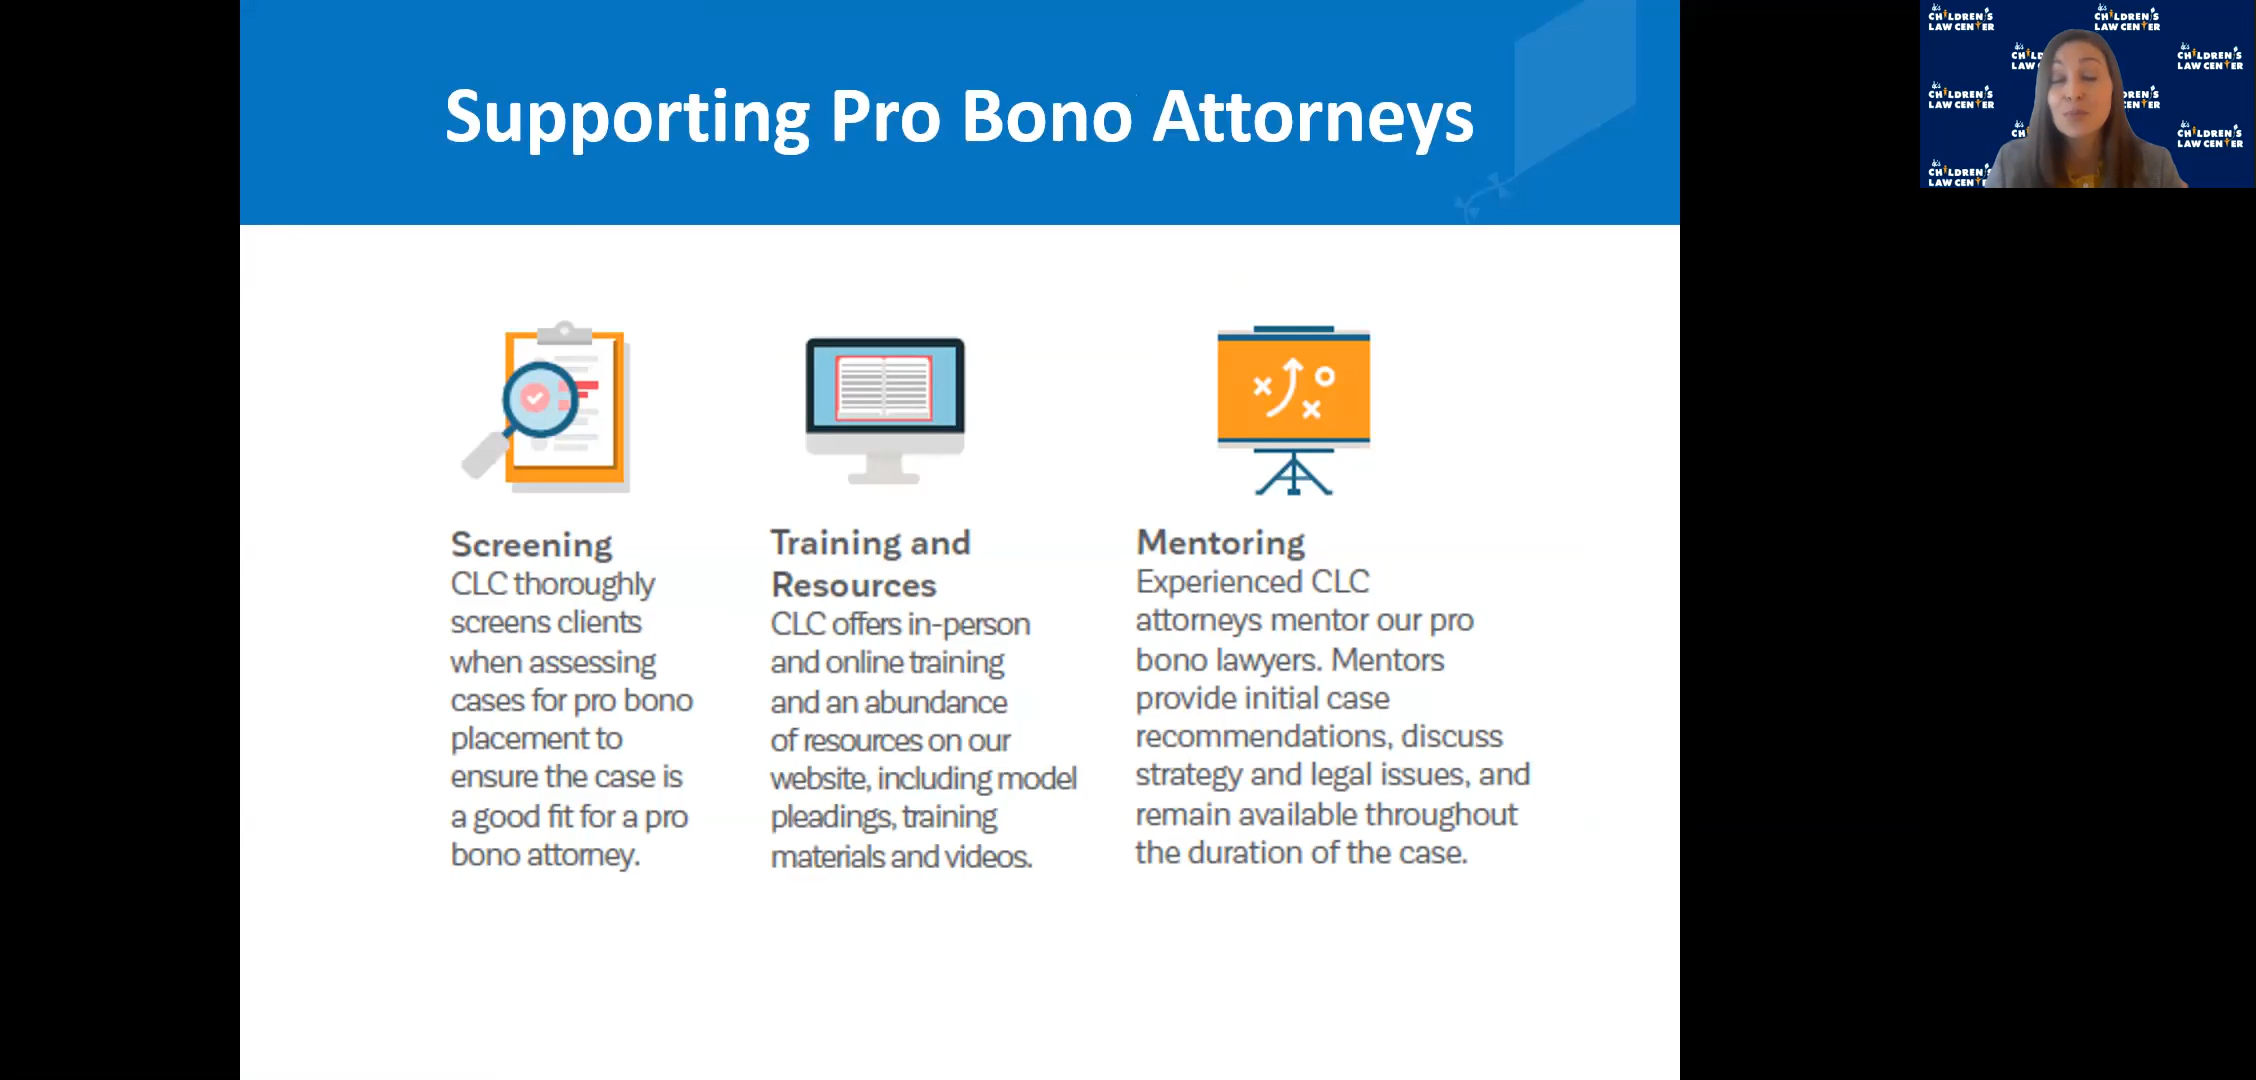 Supporting Pro Bono Attorneys
Screening
CLC thoroughly
screens clients
when assessing
cases for pro bono
placement to
ensure the case is
a good fit for a pro
bono attorney.
Training and
Resources
CLC offers in-person
and online training
and an abundance
of resources on our
website, including model
pleadings, training
materials and videos.
Mentoring
Experienced CLC
attorneys mentor our pro
bono lawyers. Mentors
provide initial case
recommendations, discuss
strategy and legal issues, and
remain available throughout
the duration of the case.
CHILDREN'S
LAW CENTER
CHILDREN'S
LAW CENTER
CHILDREN'S
LAW CENTER
CHILDREN'S
LAW CENTER
CHILDREN'S
LAW CENTER